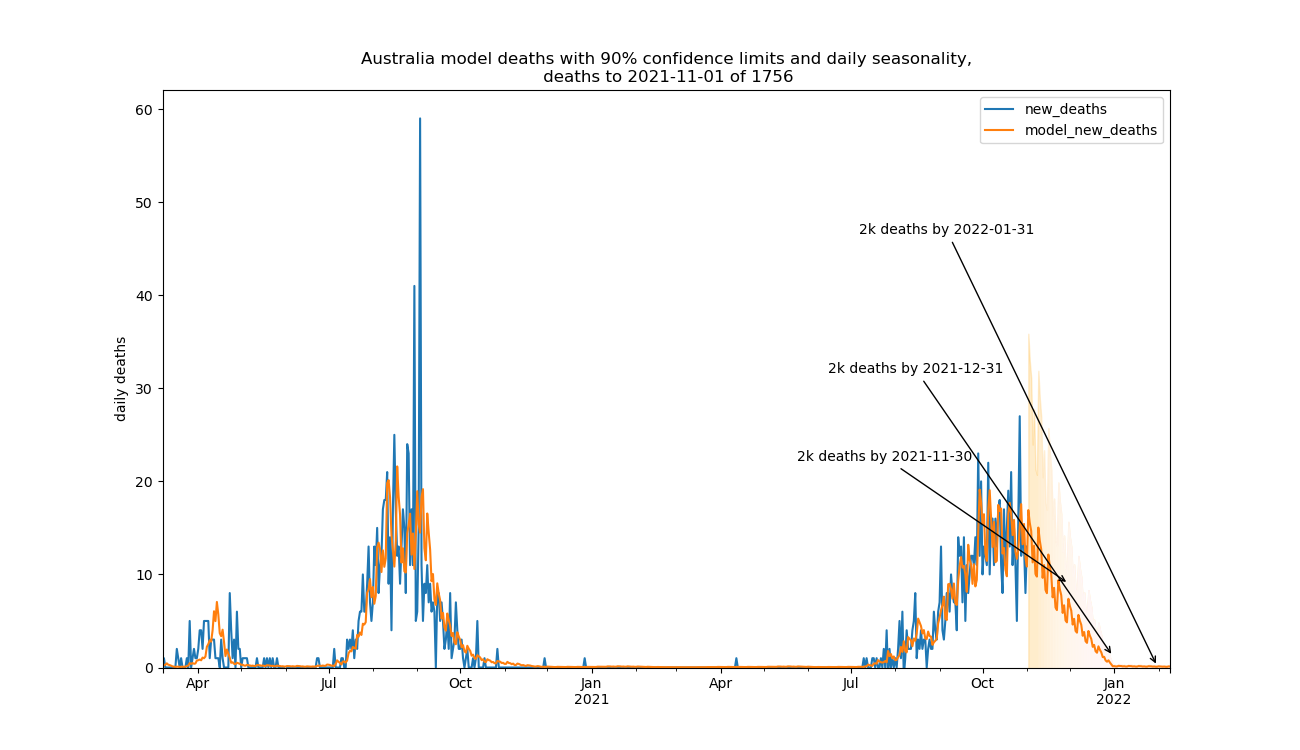 Australia model deaths with 90% confidence limits and daily seasonality,
deaths to 2021-11-01 of 1756
new_deaths
model_new_deaths
60
50
40
30
20
10
0
daily deaths
2k deaths by 2022-01-31
2k deaths by 2021-12-31
2k deaths by 2021-11-30
Apr
Jul
Oct
Jan
2021
Apr
Jul
Oct
Jan
2022